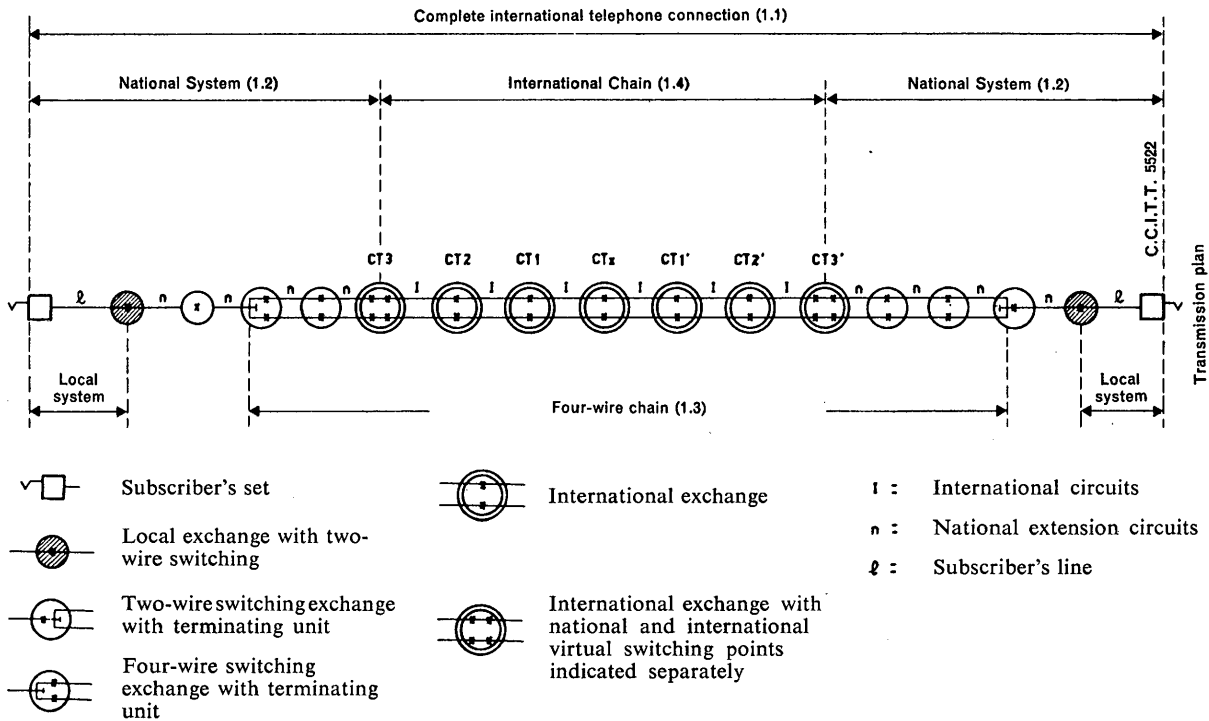 Complete international telephone connection (1.1)
National System (1.2)
International Chain (1.4)
National System (1.2)
C.C.I.T.T. 5522
Transmission plan
CT3 CT2 CT1 CTx CT1' CT2' CT3'
ℓ n n n n I I I I I I n n n n ℓ
Local system
Four-wire chain (1.3)
Local system
Subscriber's set
Local exchange with two-
wire switching
Two-wire switching exchange
with terminating unit
Four-wire switching
exchange with terminating
unit
International exchange
International exchange with
national and international
virtual switching points
indicated separately
I : International circuits
n : National extension circuits
ℓ : Subscriber's line